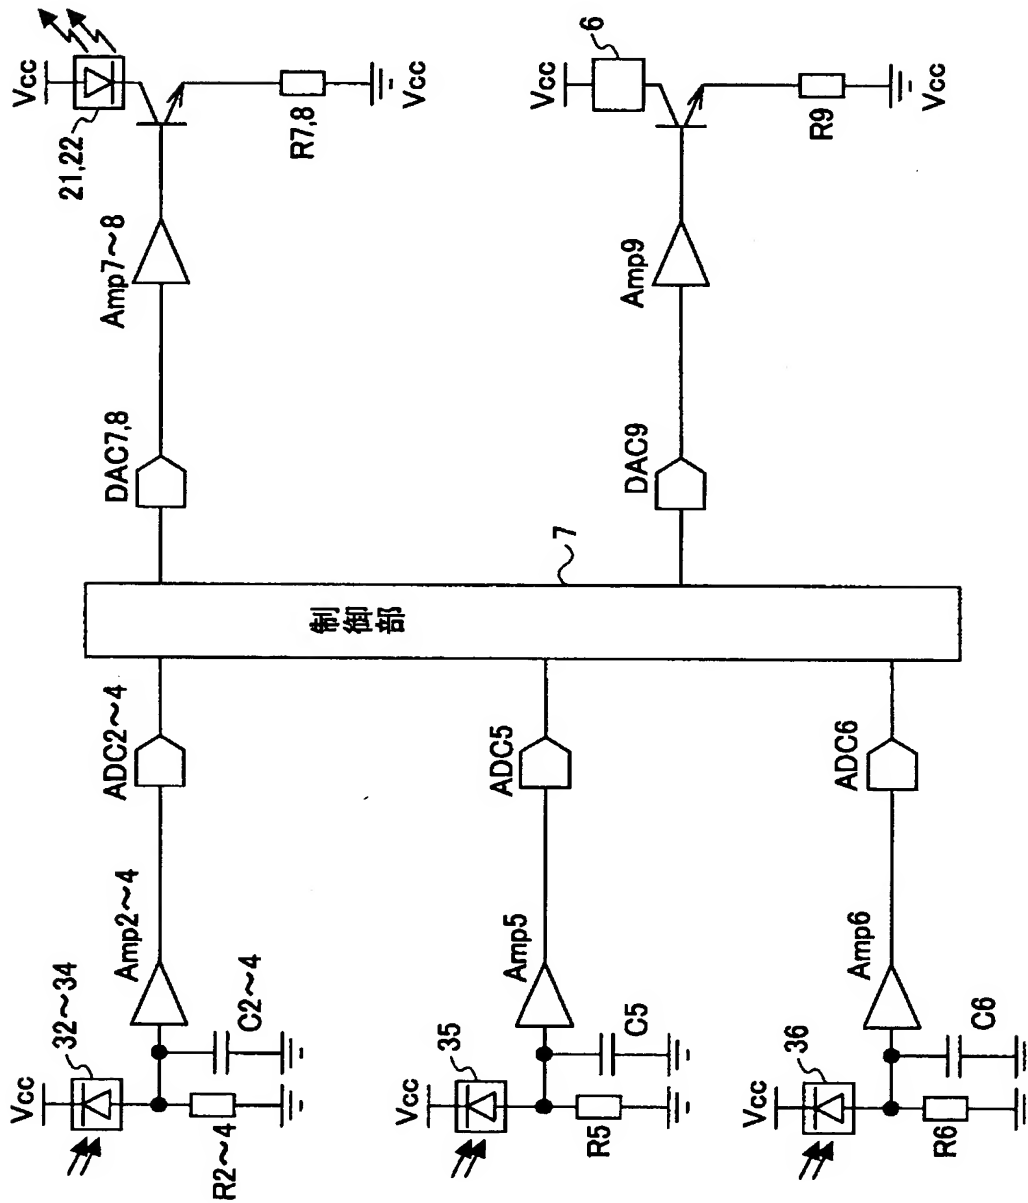 Vcc
32～34
R2～4
C2～4
Amp2～4
ADC2～4
DAC7,8
Amp7～8
21,22
Vcc
R7,8
Vcc
制御部
7
Vcc
35
R5
C5
Amp5
ADC5
DAC9
Amp9
Vcc
6
R9
Vcc
Vcc
36
R6
C6
Amp6
ADC6